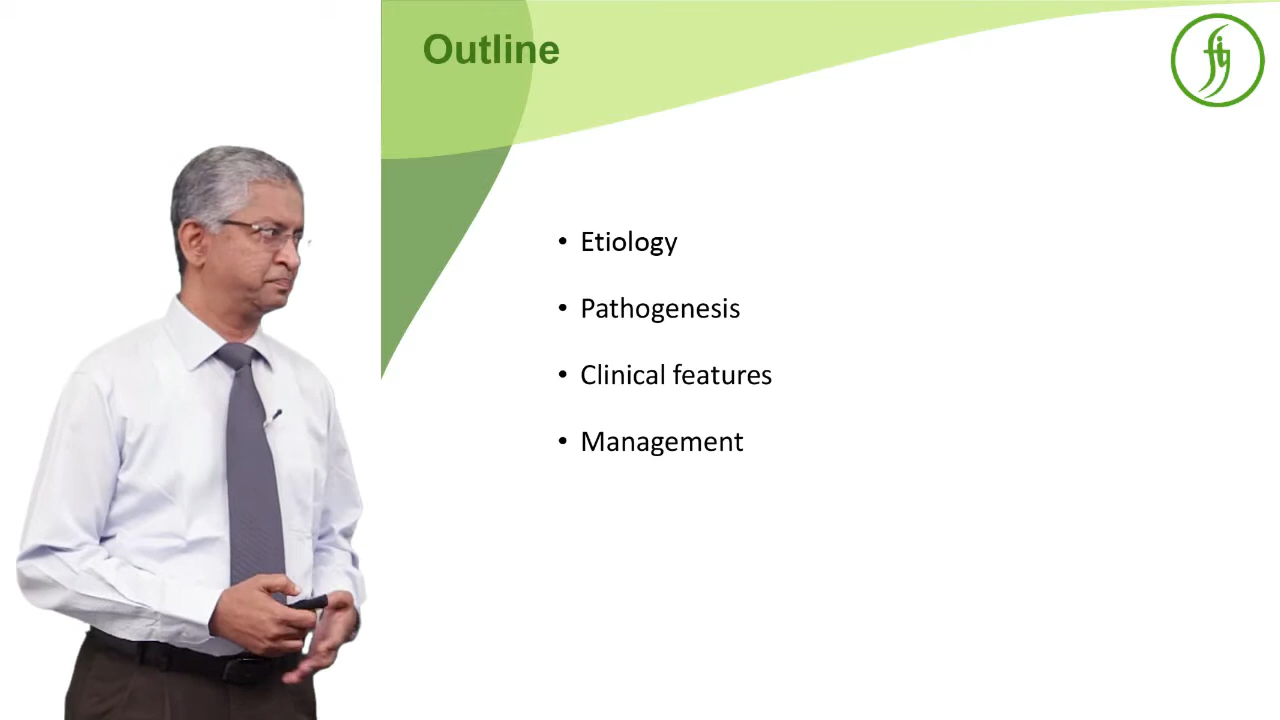 Outline
• Etiology
• Pathogenesis
• Clinical features
• Management